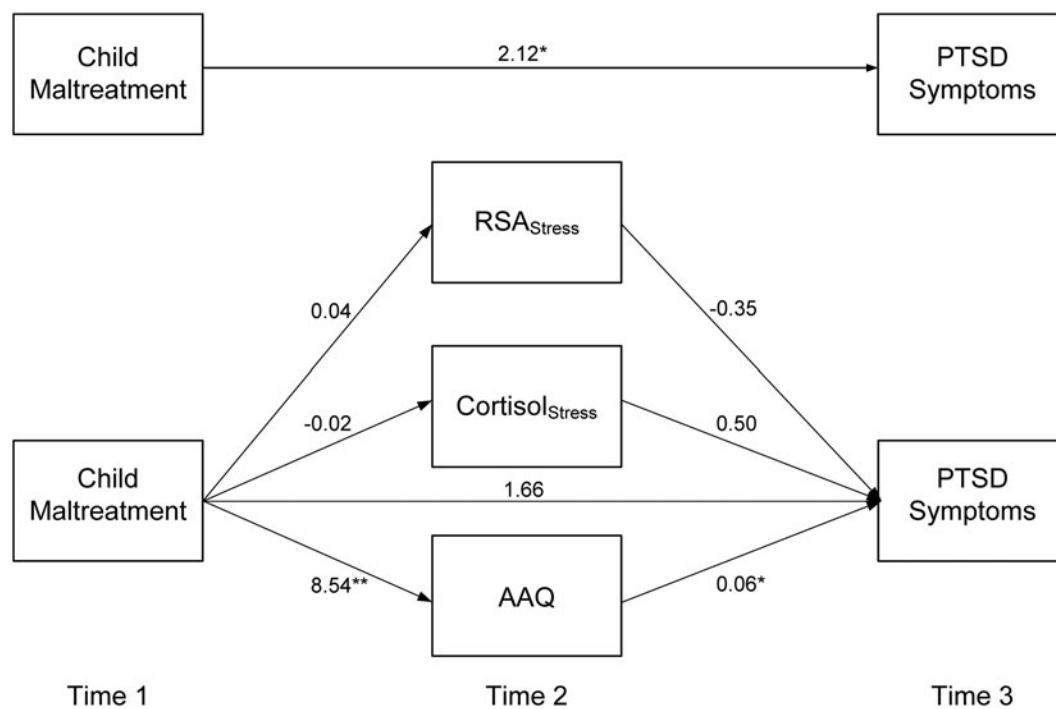 Child
Maltreatment
2.12*
PTSD
Symptoms
RSAStress
0.04
-0.35
CortisolStress
-0.02
0.50
Child
Maltreatment
1.66
PTSD
Symptoms
8.54**
AAQ
0.06*
Time 1
Time 2
Time 3